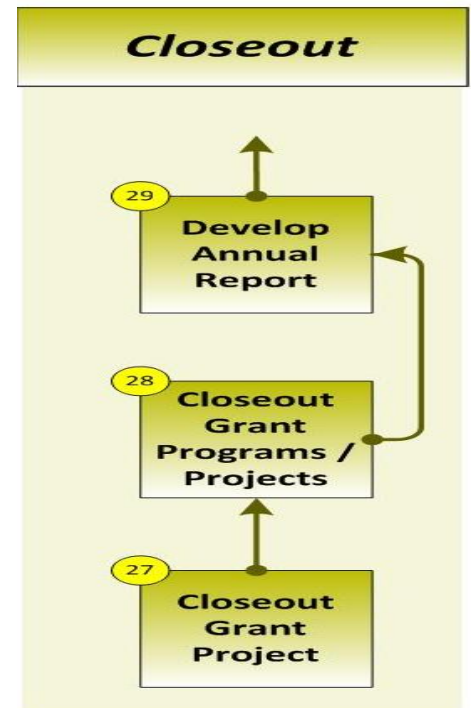 Closeout
29
Develop
Annual
Report
28
Closeout
Grant
Programs /
Projects
27
Closeout
Grant
Project